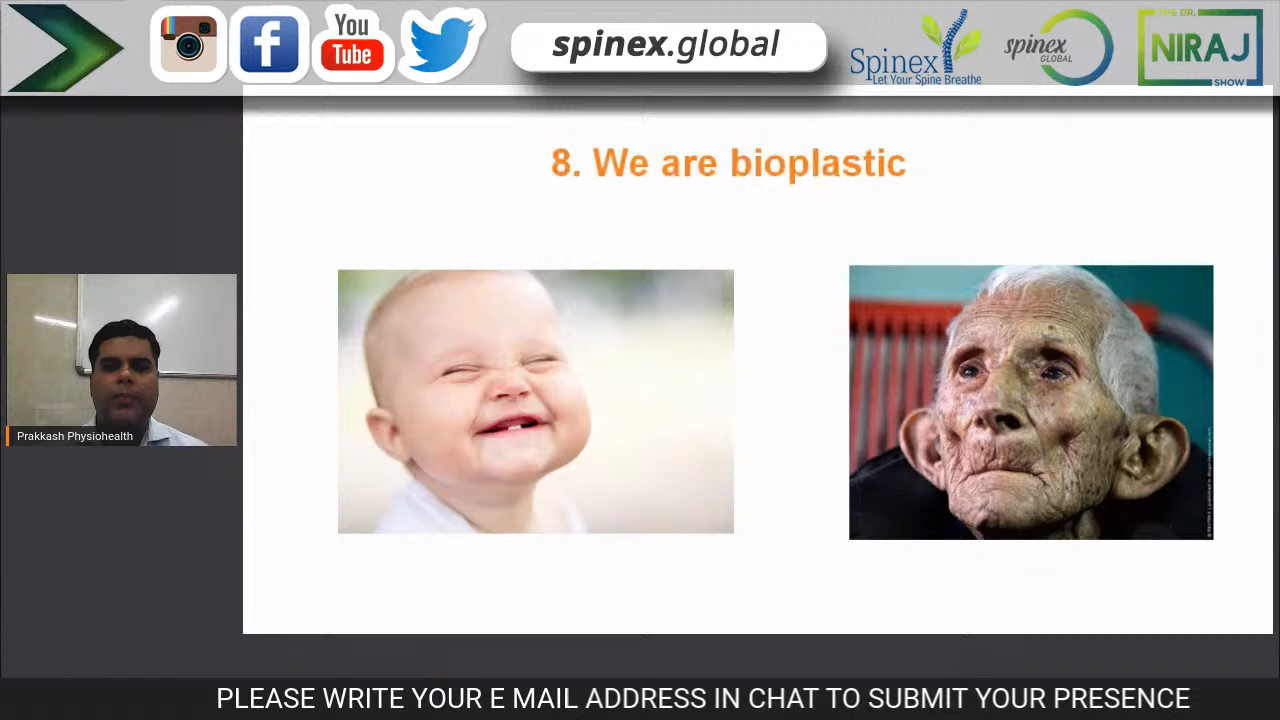 You
Tube
spinex.global
Spinex
Let Your Spine Breathe
spinex
GLOBAL
THE DR.
NIRAJ
SHOW
8. We are bioplastic
Prakkash Physiohealth
PLEASE WRITE YOUR E MAIL ADDRESS IN CHAT TO SUBMIT YOUR PRESENCE